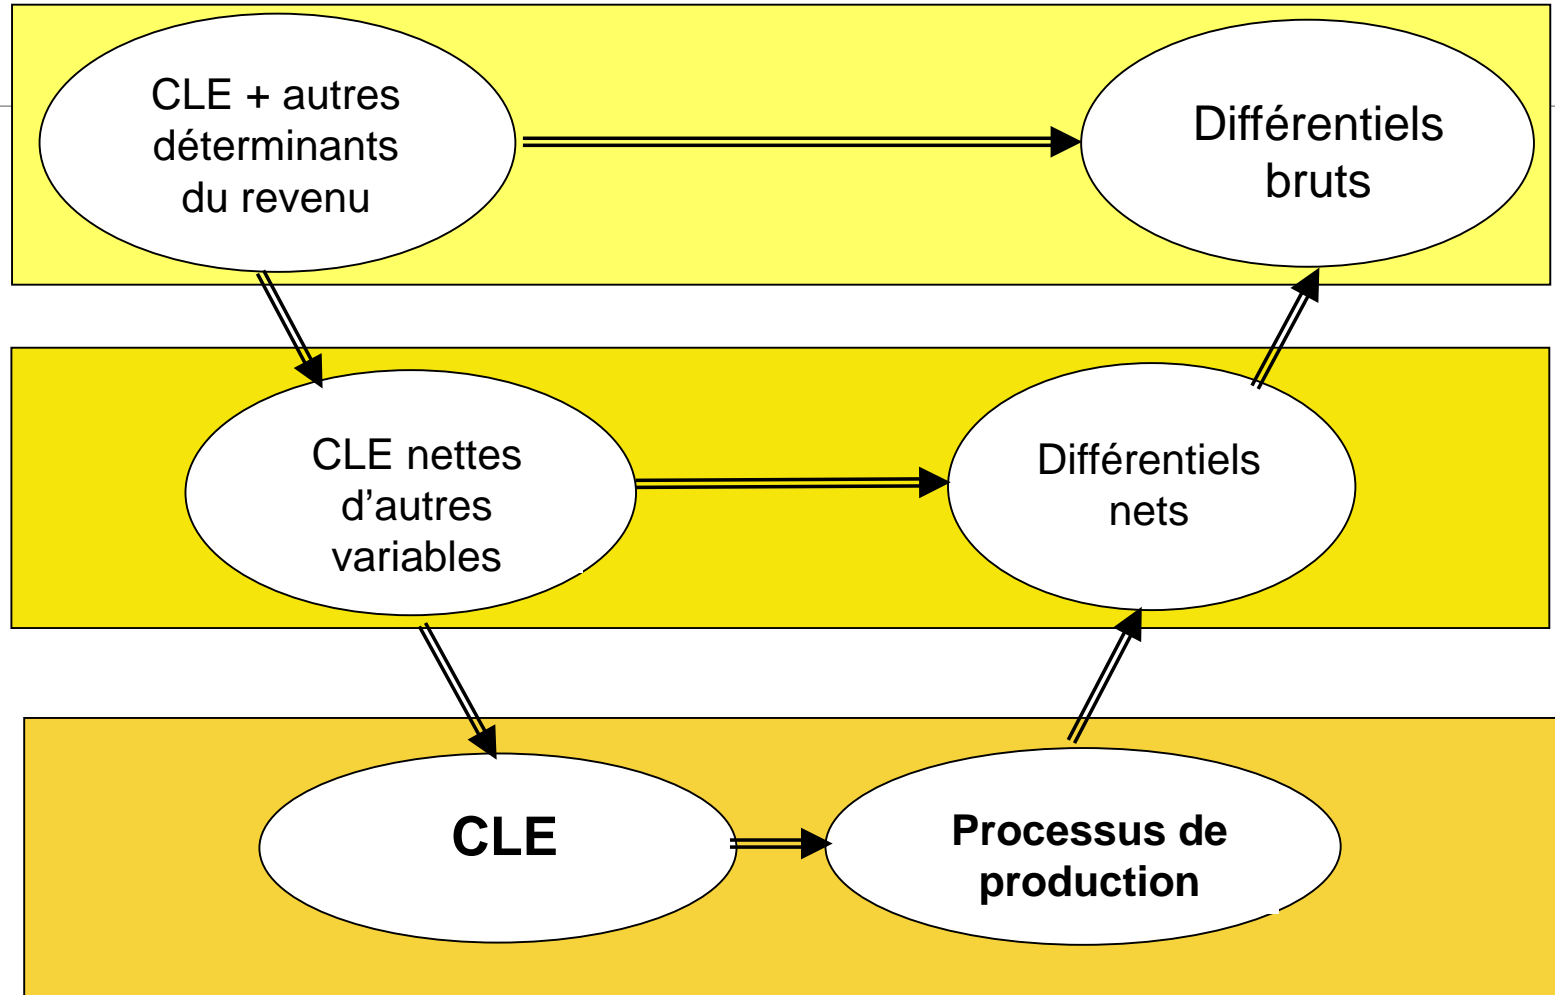 CLE + autres
déterminants
du revenu
Différentiels
bruts
CLE nettes
d’autres
variables
Différentiels
nets
CLE
Processus de
production